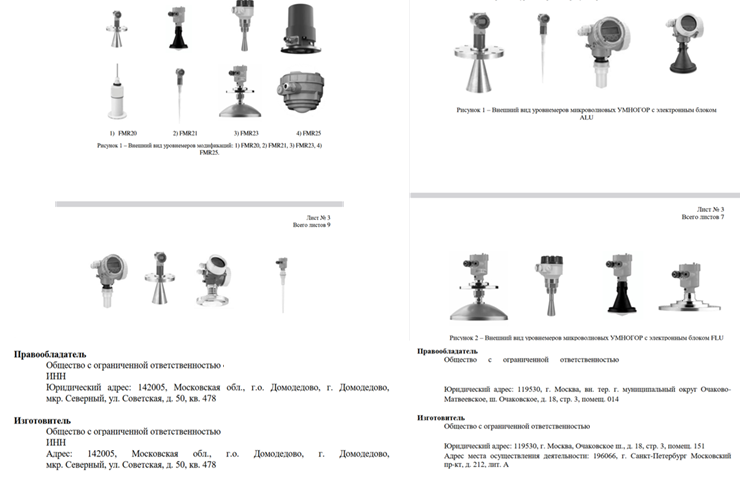 1) FMR20 2) FMR21 3) FMR23 4) FMR25
Рисунок 1 – Внешний вид уровнемеров модификаций: 1) FMR20, 2) FMR21, 3) FMR23, 4)
FMR25.
Лист № 3
Всего листов 9
Правообладатель
Общество с ограниченной ответственностью
ИНН
Юридический адрес: 142005, Московская обл., г.о. Домодедово, г. Домодедово,
мкр. Северный, ул. Советская, д. 50, кв. 478
Изготовитель
Общество с ограниченной ответственностью
ИНН
Адрес: 142005, Московская обл., г.о. Домодедово, г. Домодедово,
мкр. Северный, ул. Советская, д. 50, кв. 478
Рисунок 1 – Внешний вид уровнемеров микроволновых УМНОГОР с электронным блоком
ALU
Лист № 3
Всего листов 7
Рисунок 2 – Внешний вид уровнемеров микроволновых УМНОГОР с электронным блоком FLU
Правообладатель
Общество с ограниченной ответственностью
Юридический адрес: 119530, г. Москва, вн. тер. г. муниципальный округ Очаково-
Матвеевское, ш. Очаковское, д. 18, стр. 3, помещ. 014
Изготовитель
Общество с ограниченной ответственностью
Юридический адрес: 119530, г. Москва, Очаковское ш., д. 18, стр. 3, помещ. 151
Адрес места осуществления деятельности: 196066, г. Санкт-Петербург Московский
пр-кт, д. 212, лит. А